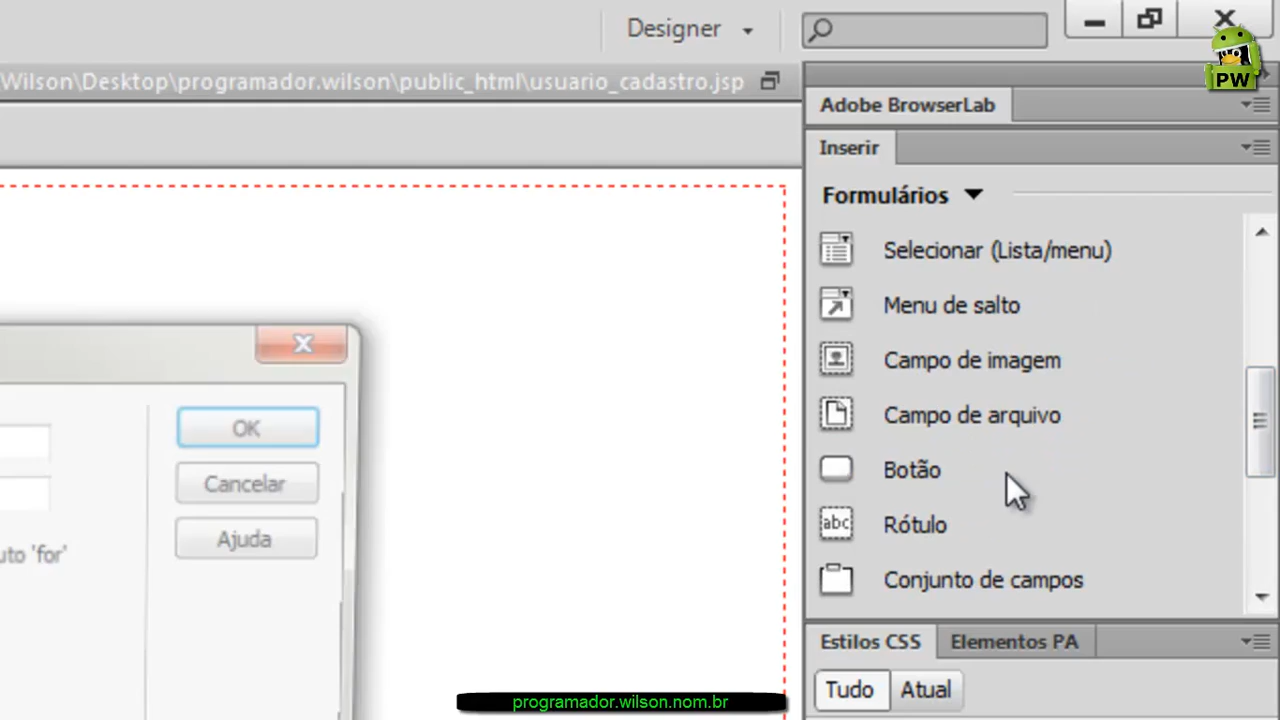 Designer
PW
Wilson\Desktop\programador.wilson\public_html\usuario_cadastro.jsp
Adobe BrowserLab
Inserir
Formulários
Selecionar (Lista/menu)
Menu de salto
Campo de imagem
Campo de arquivo
Botão
abc Rótulo
Conjunto de campos
OK
Cancelar
Ajuda
uto 'for'
Estilos CSS
Elementos PA
Tudo
Atual
programador.wilson.nom.br